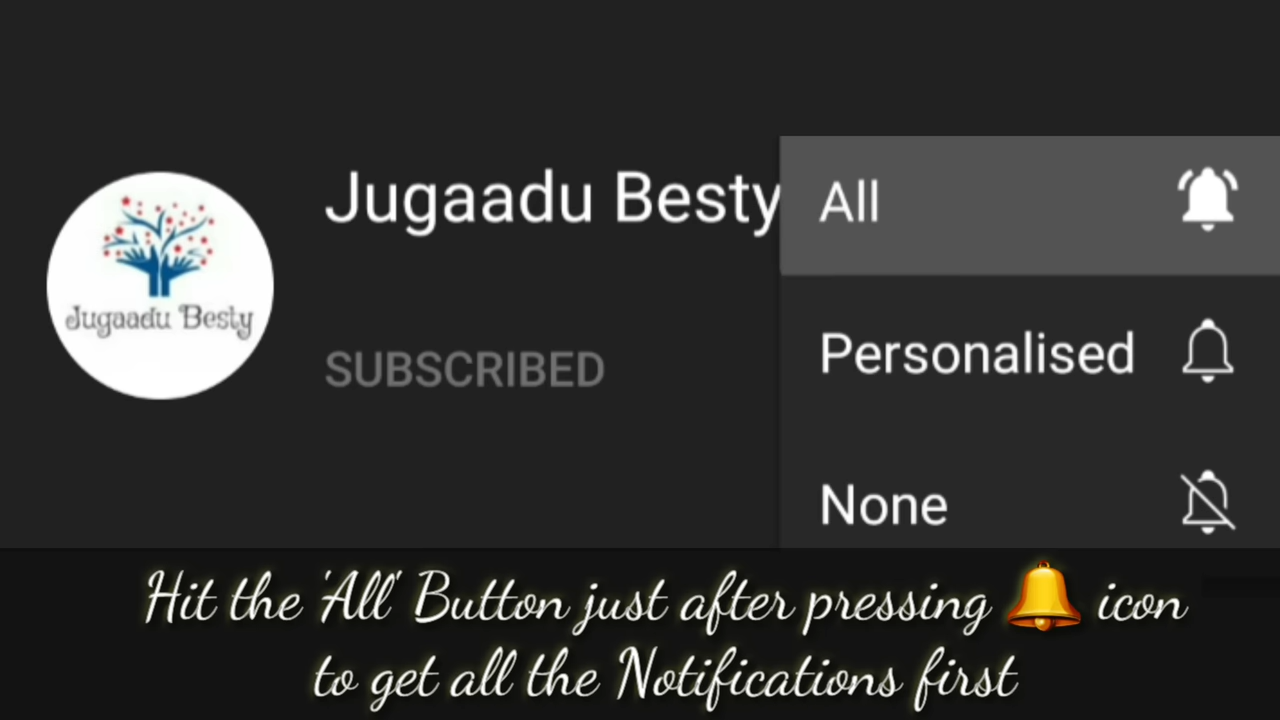 Jugaadu Besty
All
Jugaadu Besty
SUBSCRIBED
Personalised
None
Hit the 'All' Button just after pressing 🔔 icon
to get all the Notifications first